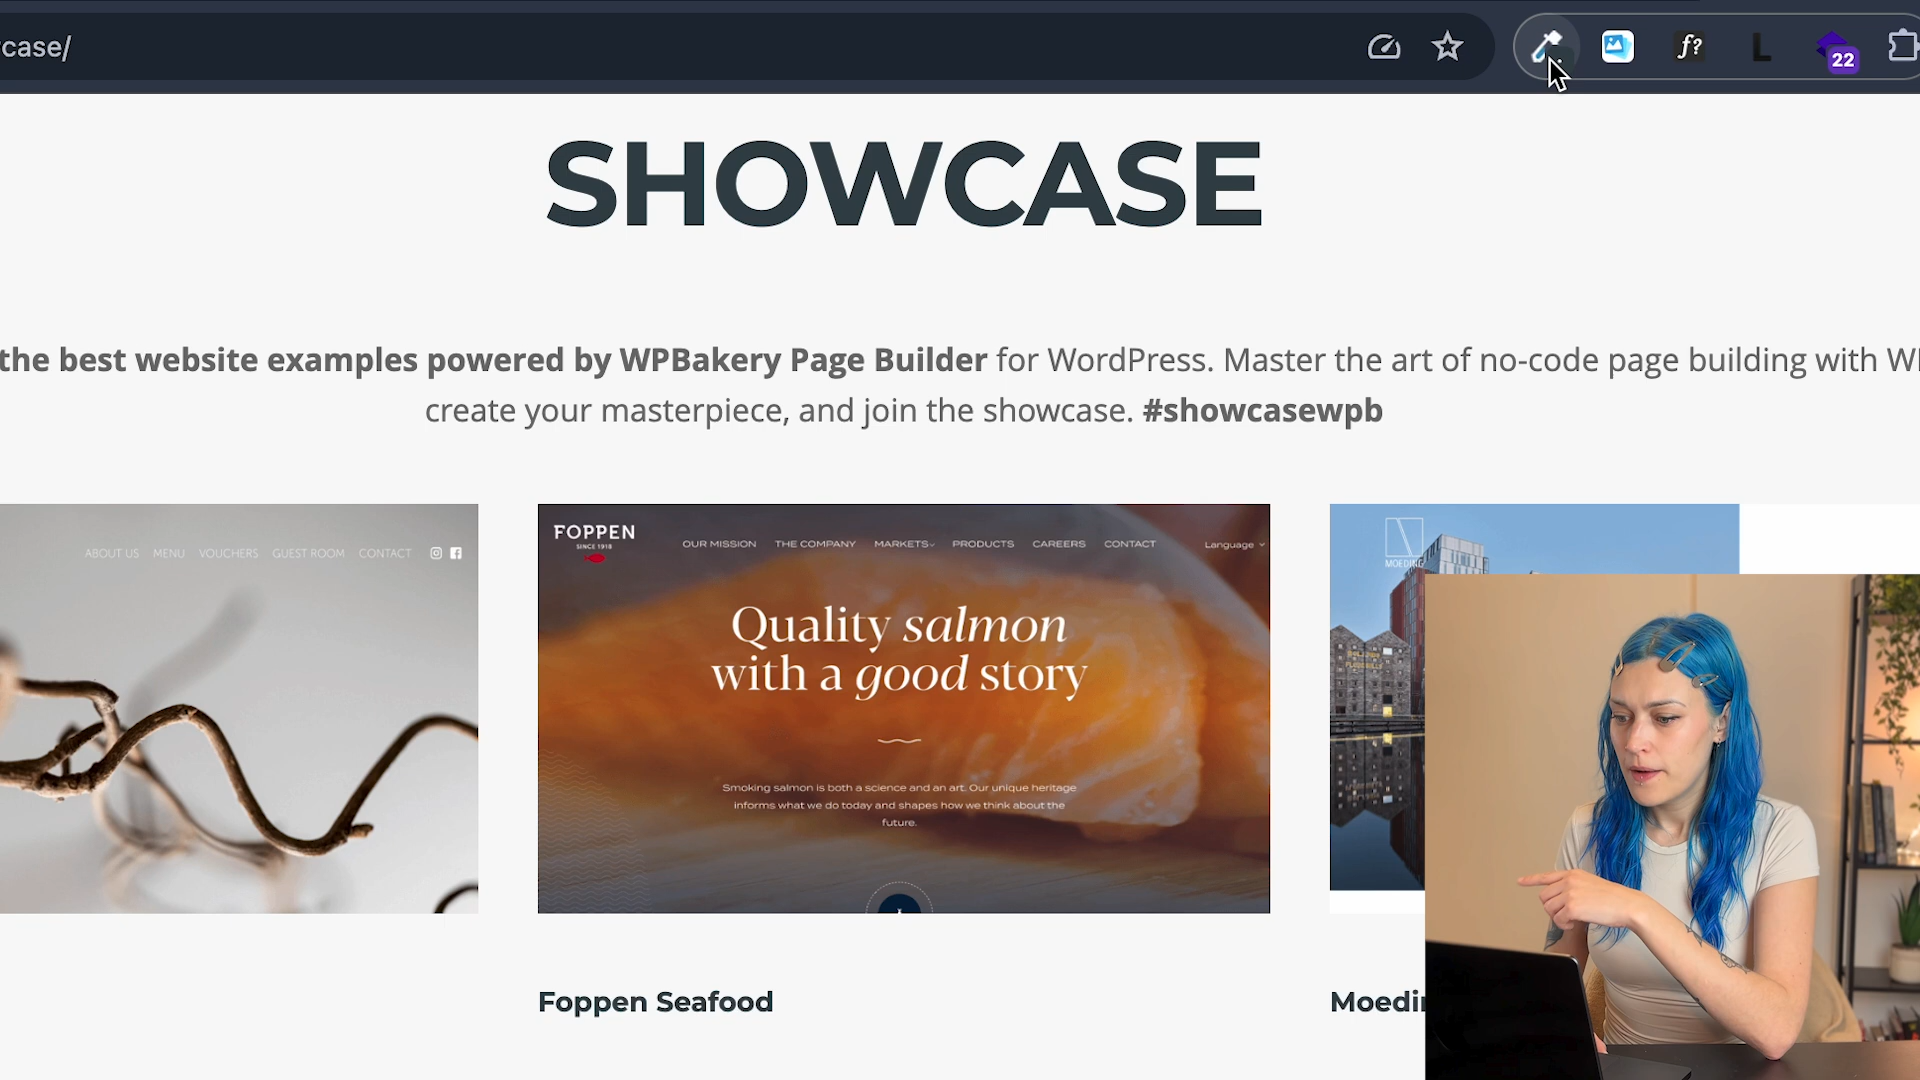 case/
f?
L
22
SHOWCASE
the best website examples powered by WPBakery Page Builder for WordPress. Master the art of no-code page building with
create your masterpiece, and join the showcase. #showcasewpb
ABOUT US MENU VOUCHERS GUEST ROOM CONTACT
FOPPEN
SINCE 1918
OUR MISSION THE COMPANY MARKETS PRODUCTS CAREERS CONTACT Language
Quality salmon
with a good story
Smoking salmon is both a science and an art. Our unique heritage
informs what we do today and shapes how we think about the
future.
MOEDING
Foppen Seafood
Moedin